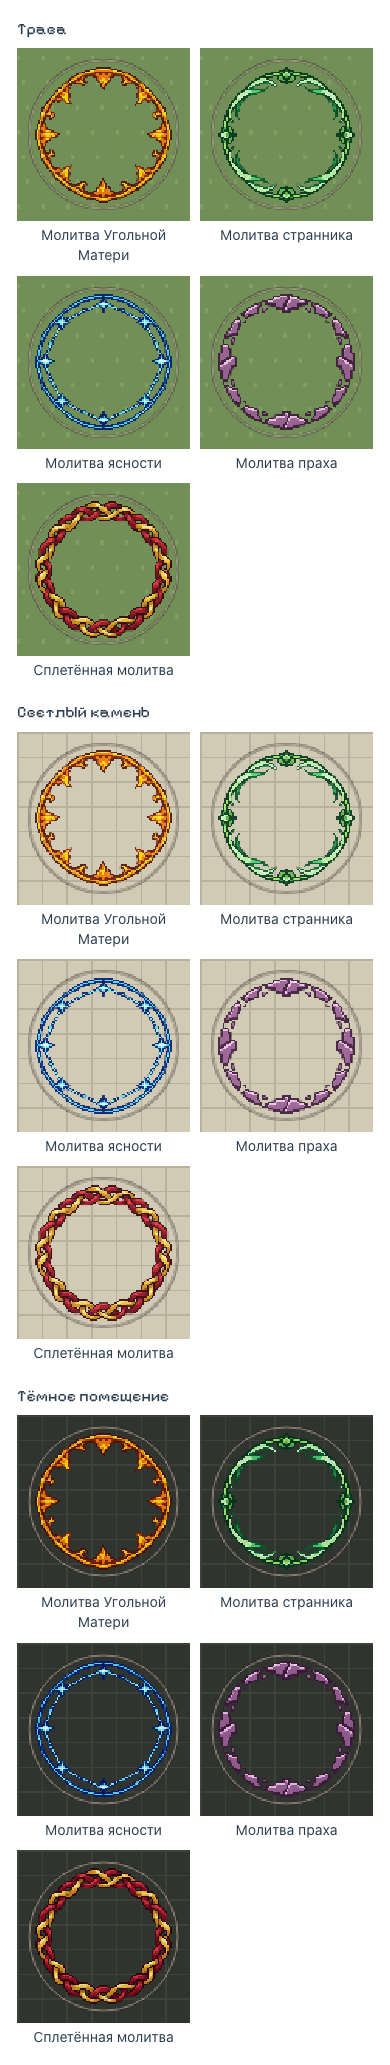 Трава
Молитва Угольной
Матери
Молитва странника
Молитва ясности
Молитва праха
Сплетённая молитва
Светлый камень
Молитва Угольной
Матери
Молитва странника
Молитва ясности
Молитва праха
Сплетённая молитва
Тёмное помещение
Молитва Угольной
Матери
Молитва странника
Молитва ясности
Молитва праха
Сплетённая молитва